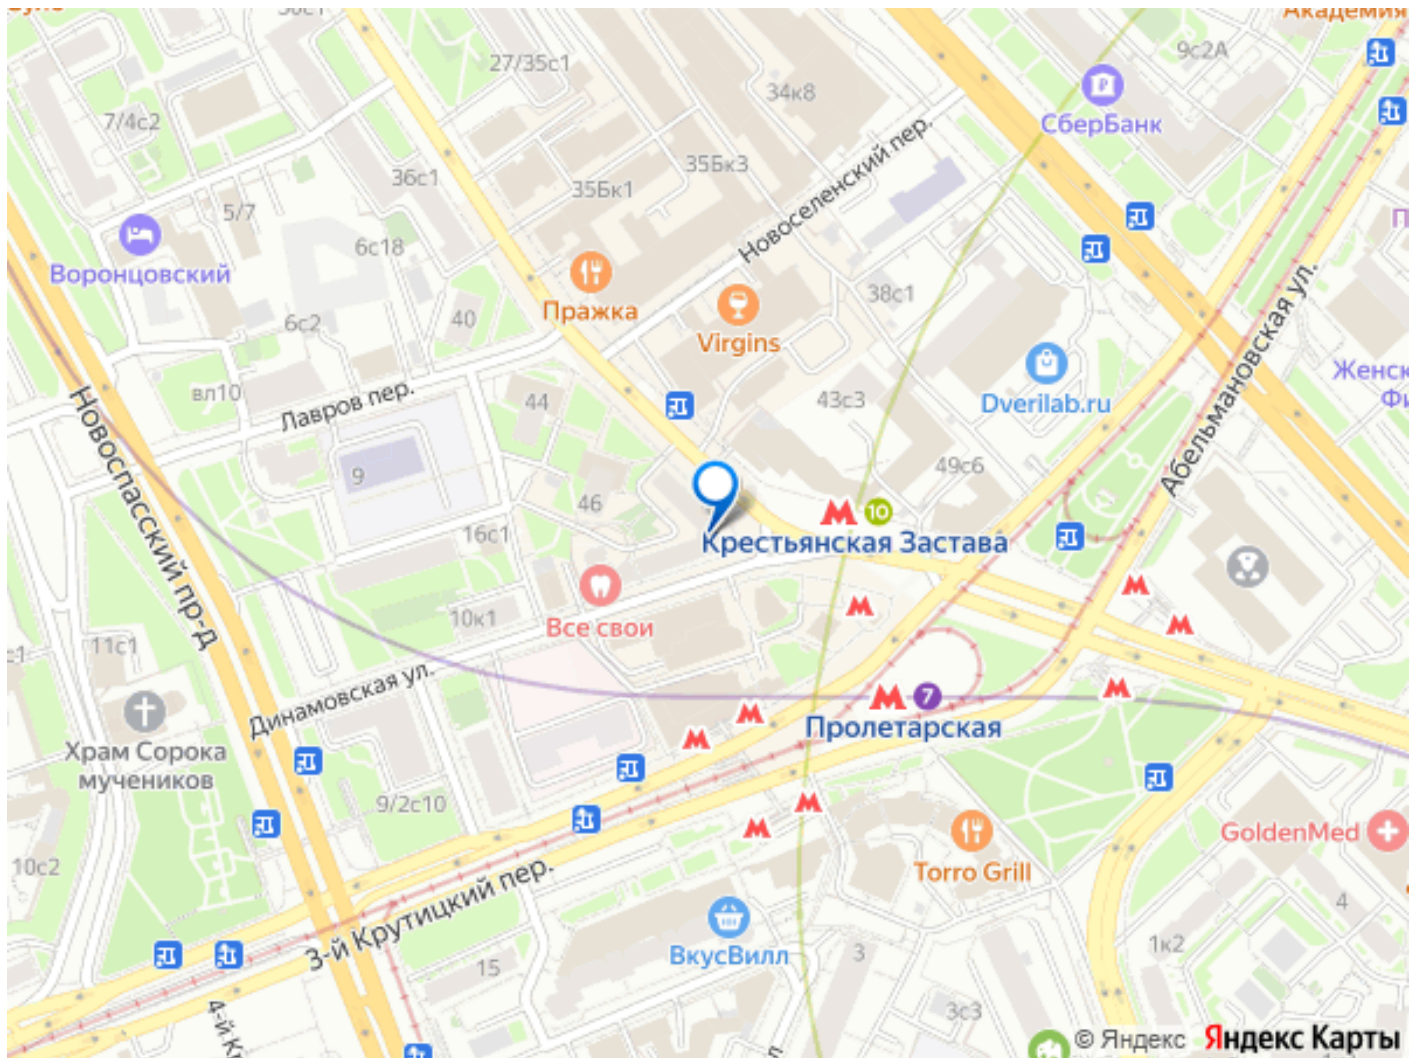 Академия
27/35с1
9с2А
34к8
СберБанк
7/4с2
35Бк3
36с1
35Бк1
Новоселенский пер.
5/7
6с18
Воронцовский
38с1
Пражка
40
6с2
Virgins
Абельмановская ул.
Женск
вл10
Лавров пер.
44
43с3
Dverilab.ru
Новоспасский пр-д
9
49с6
46
10
16с1
Крестьянская Застава
10к1
Все свои
11с1
Динамовская ул.
7
Пролетарская
Храм Сорока
мучеников
9/2с10
GoldenMed
10с2
Torro Grill
3-й Крутицкий пер.
4
1к2
ВкусВилл
3
15
3с3
© Яндекс Яндекс Карты